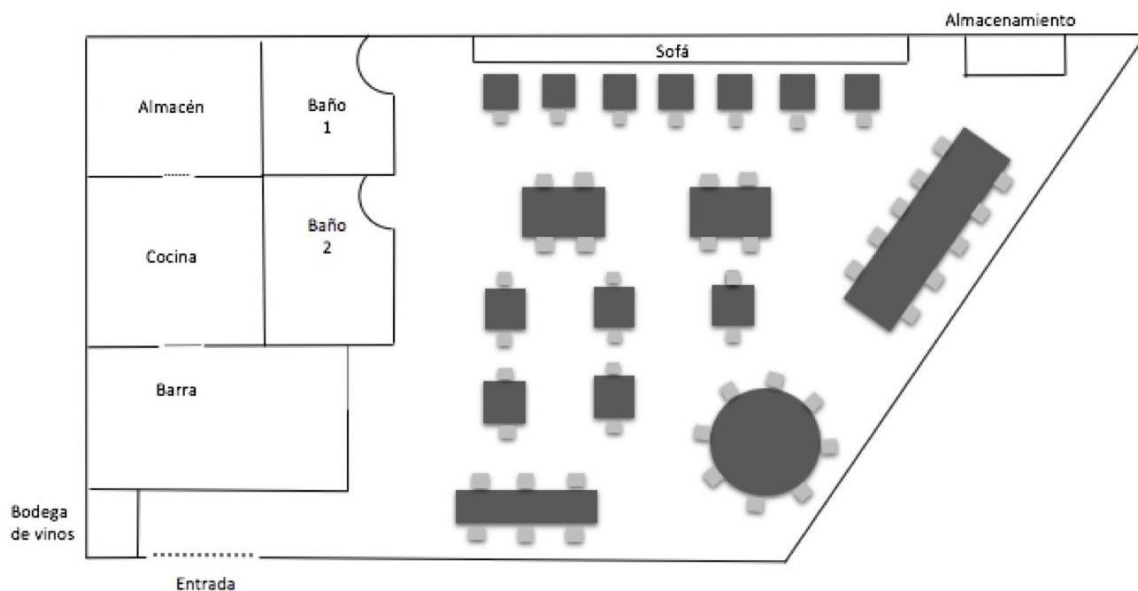 Almacenamiento
Sofá
Almacén
Baño
1
Baño
2
Cocina
Barra
Bodega
de vinos
Entrada